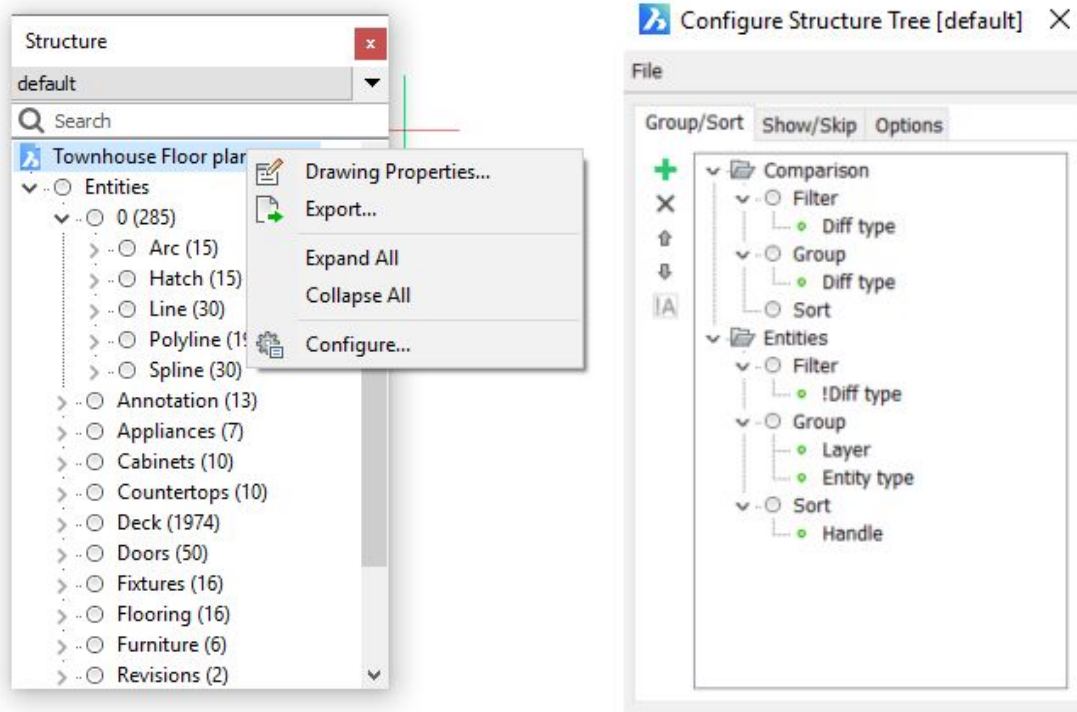 Structure
x
default
Search
Townhouse Floor plan
Entities
0 (285)
Arc (15)
Hatch (15)
Line (30)
Polyline (19
Spline (30)
Annotation (13)
Appliances (7)
Cabinets (10)
Countertops (10)
Deck (1974)
Doors (50)
Fixtures (16)
Flooring (16)
Furniture (6)
Revisions (2)
Drawing Properties...
Export...
Expand All
Collapse All
Configure...
Configure Structure Tree [default]
File
Group/Sort Show/Skip Options
Comparison
Filter
Diff type
Group
Diff type
Sort
Entities
Filter
!Diff type
Group
Layer
Entity type
Sort
Handle